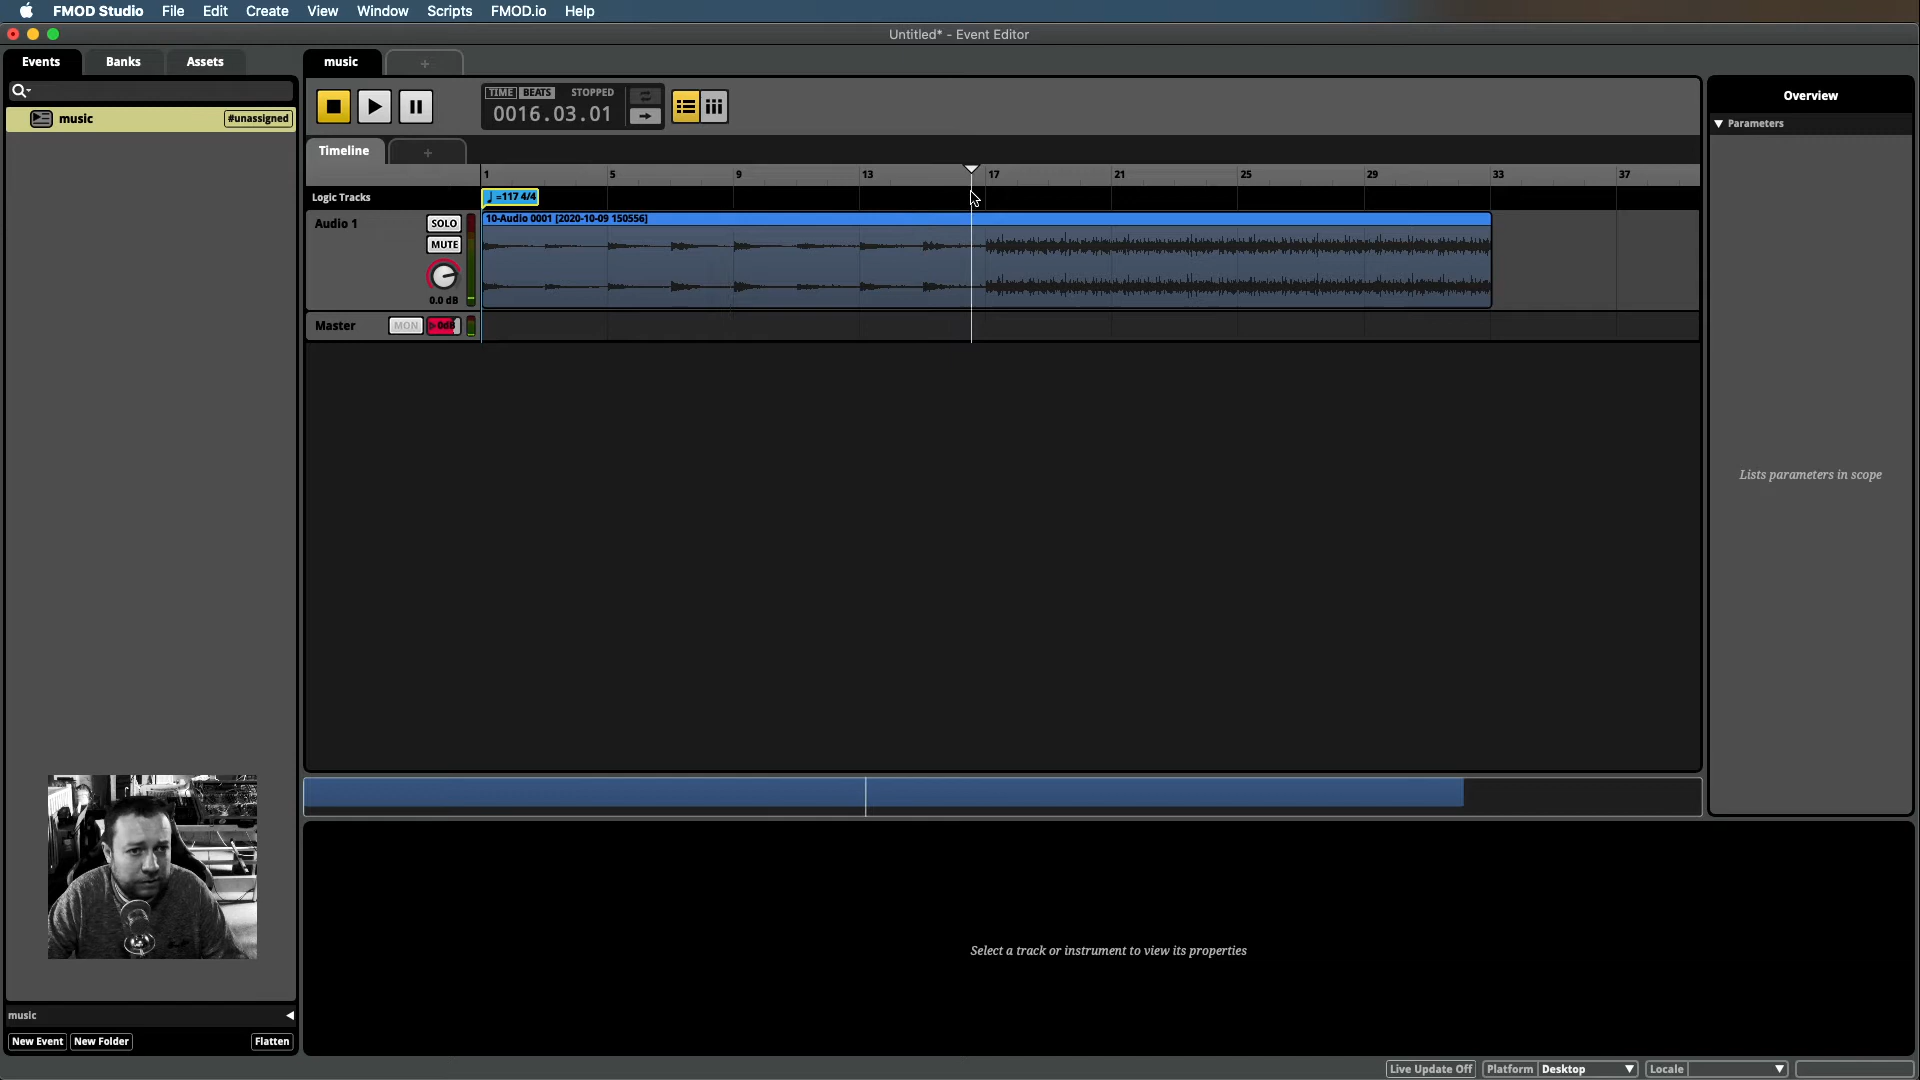 FMOD Studio File Edit Create View Window Scripts FMOD.io Help
Untitled* - Event Editor
Events Banks Assets
music #unassigned
music +
TIME BEATS STOPPED
0016.03.01
Timeline +
1 5 9 13 17 21 25 29 33 37
Logic Tracks
♩=117 4/4
Audio 1 SOLO
MUTE
0.0 dB
10-Audio 0001 [2020-10-09 150556]
Master MON 0dB
Overview
Parameters
Lists parameters in scope
Select a track or instrument to view its properties
music
New Event New Folder Flatten
Live Update Off Platform Desktop Locale